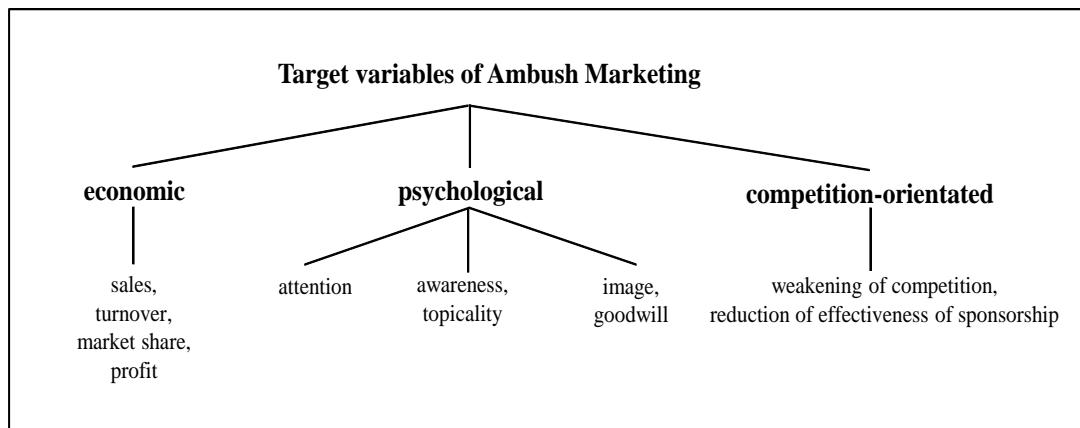 Target variables of Ambush Marketing
economic
psychological
competition-orientated
sales,
turnover,
market share,
profit
attention
awareness,
topicality
image,
goodwill
weakening of competition,
reduction of effectiveness of sponsorship